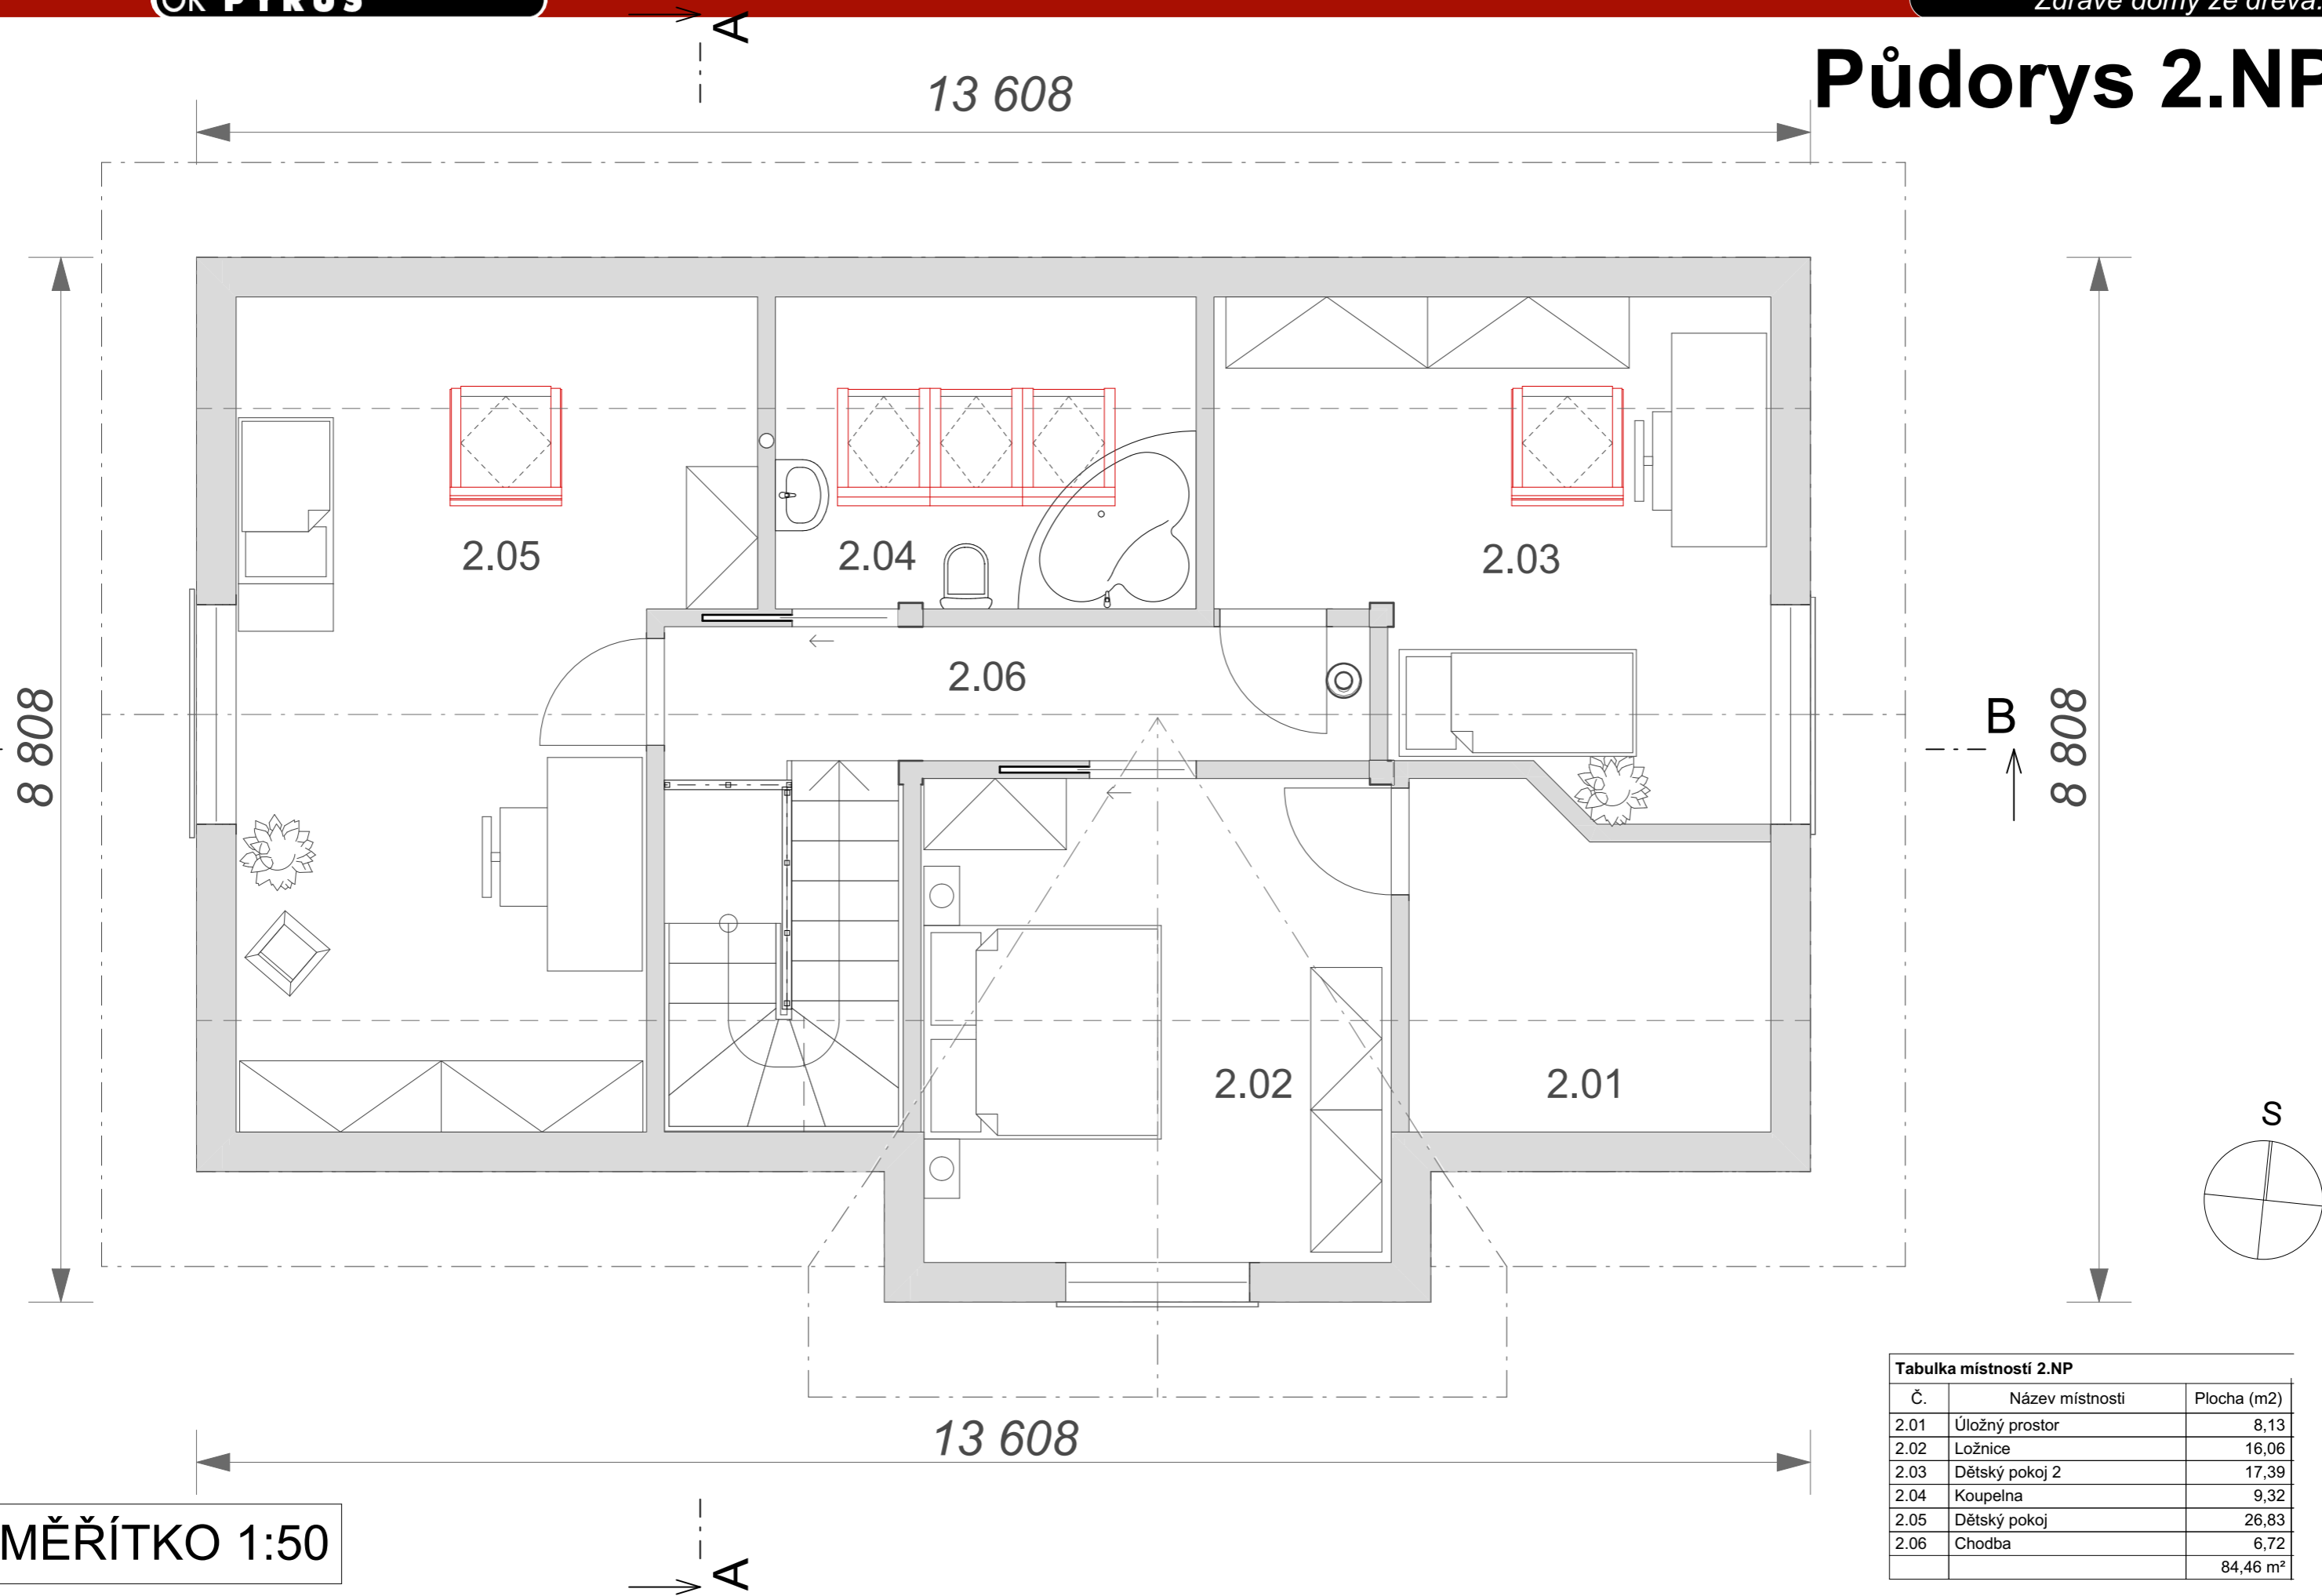 OK PYRUS
Zdravé domy ze dřeva.
Půdorys 2.NP
A
13 608
8 808
2.05
2.04
2.03
2.06
B
8 808
2.02
2.01
S
13 608
MĚŘÍTKO 1:50
A
Tabulka místností 2.NP
Č. Název místnosti Plocha (m2)
2.01 Úložný prostor 8,13
2.02 Ložnice 16,06
2.03 Dětský pokoj 2 17,39
2.04 Koupelna 9,32
2.05 Dětský pokoj 26,83
2.06 Chodba 6,72
84,46 m²